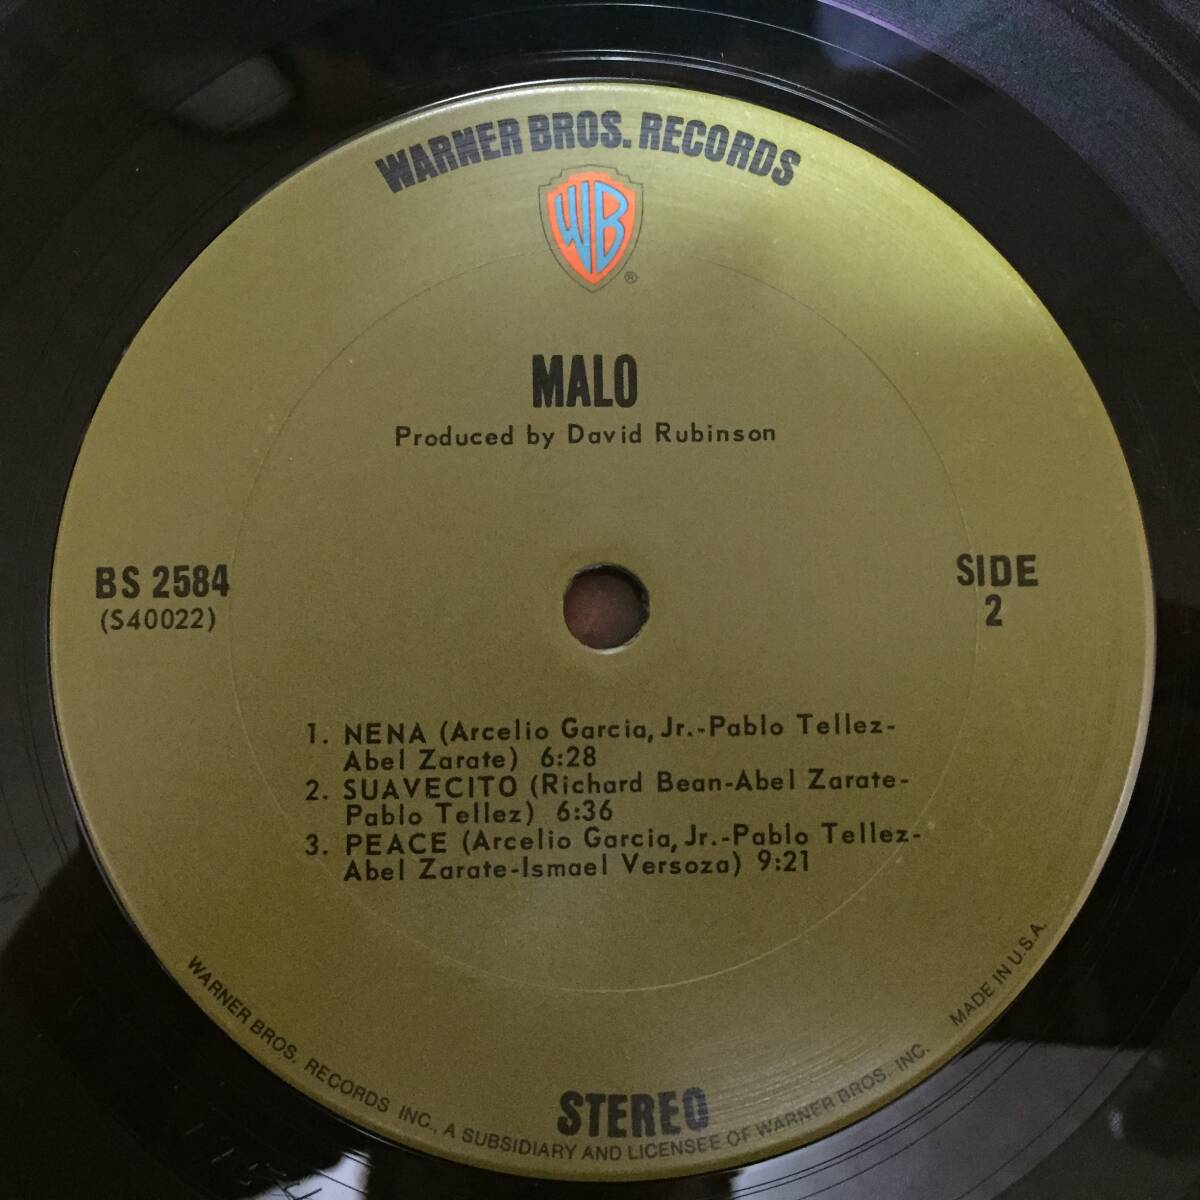 WARNER BROS. RECORDS
WB
®
MALO
Produced by David Rubinson
BS 2584
(S40022)
SIDE
2
1. NENA (Arcelio Garcia, Jr.-Pablo Tellez-
Abel Zarate) 6:28
2. SUAVECITO (Richard Bean-Abel Zarate-
Pablo Tellez) 6:36
3. PEACE (Arcelio Garcia, Jr.-Pablo Tellez-
Abel Zarate-Ismael Versoza) 9:21
STEREO
WARNER BROS. RECORDS INC., A SUBSIDIARY AND LICENSEE OF WARNER BROS. INC. MADE IN U.S.A.